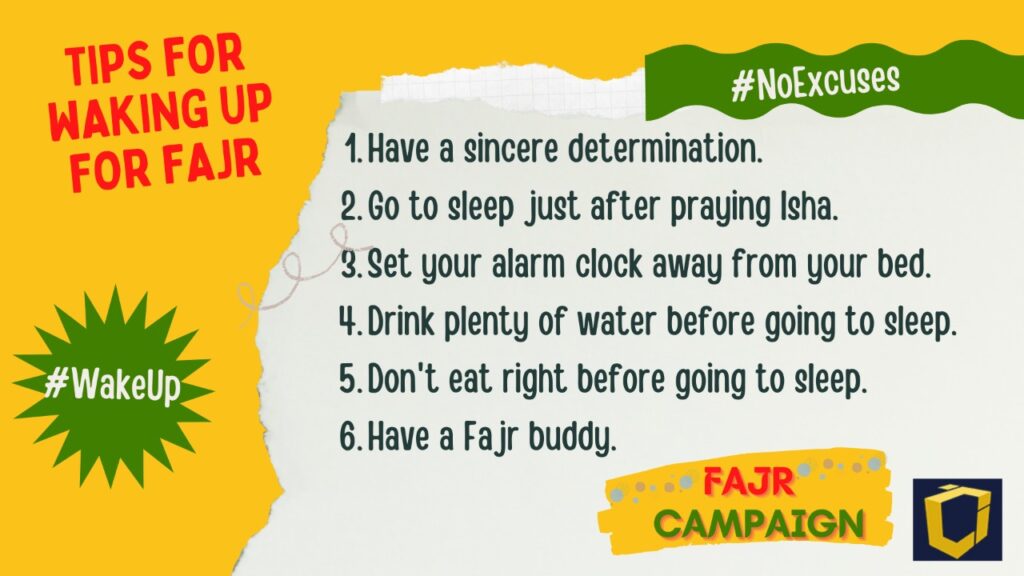 TIPS FOR
WAKING UP
FOR FAJR
#NoExcuses
1. Have a sincere determination.
2. Go to sleep just after praying Isha.
3. Set your alarm clock away from your bed.
4. Drink plenty of water before going to sleep.
5. Don't eat right before going to sleep.
6. Have a Fajr buddy.
#WakeUp
FAJR
CAMPAIGN